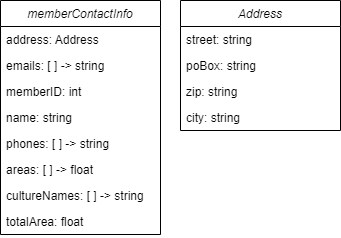 memberContactInfo
address: Address
emails: [ ] -> string
memberID: int
name: string
phones: [ ] -> string
areas: [ ] -> float
cultureNames: [ ] -> string
totalArea: float
Address
street: string
poBox: string
zip: string
city: string